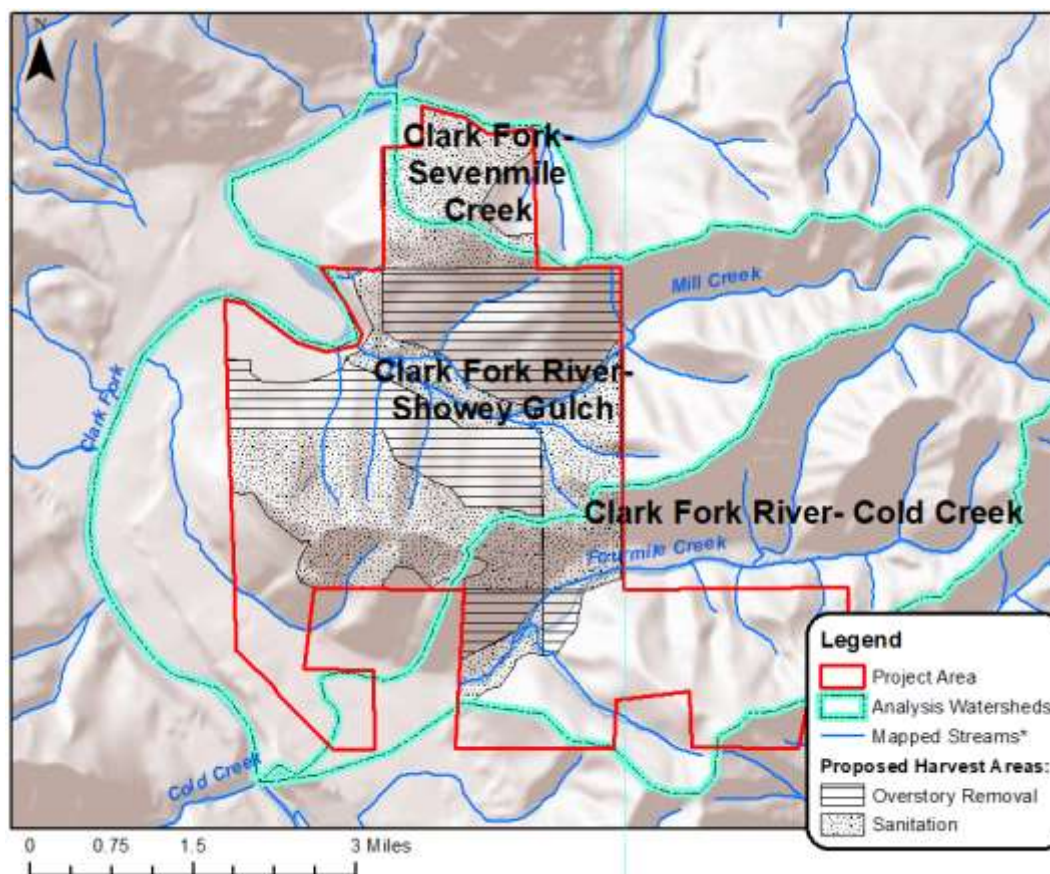 N
Clark Fork-
Sevenmile
Creek
Mill Creek
Clark Fork River-
Showey Gulch
Clark Fork
Clark Fork River- Cold Creek
Fourmile Creek
Cold Creek
Legend
Project Area
Analysis Watersheds
Mapped Streams*
Proposed Harvest Areas:
Overstory Removal
Sanitation
0 0.75 1.5 3 Miles